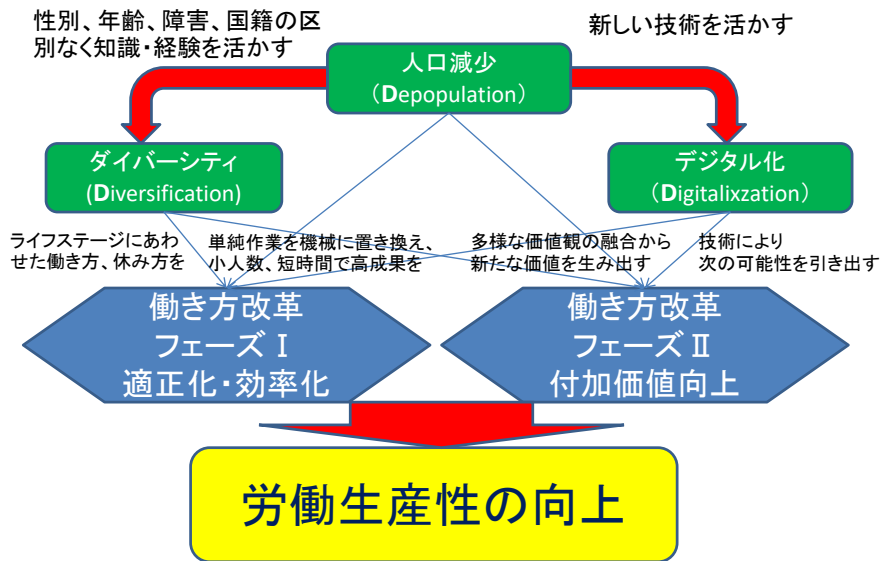 性別、年齢、障害、国籍の区
別なく知識・経験を活かす
新しい技術を活かす
人口減少
（Depopulation）
ダイバーシティ
(Diversification)
デジタル化
（Digitalixzation）
ライフステージにあわ
せた働き方、休み方を
単純作業を機械に置き換え、
小人数、短時間で高成果を
多様な価値観の融合から
新たな価値を生み出す
技術により
次の可能性を引き出す
働き方改革
フェーズⅠ
適正化・効率化
働き方改革
フェーズⅡ
付加価値向上
労働生産性の向上